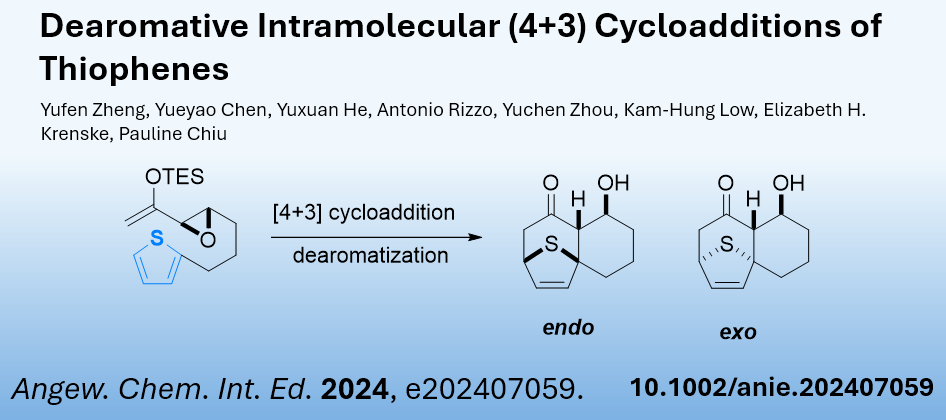 Dearomative Intramolecular (4+3) Cycloadditions of
Thiophenes
Yufen Zheng, Yueyao Chen, Yuxuan He, Antonio Rizzo, Yuchen Zhou, Kam-Hung Low, Elizabeth H.
Krenske, Pauline Chiu
OTES
S
O
[4+3] cycloaddition
dearomatization
O
H
OH
S
endo
O
H
OH
S
exo
Angew. Chem. Int. Ed. 2024, e202407059.
10.1002/anie.202407059